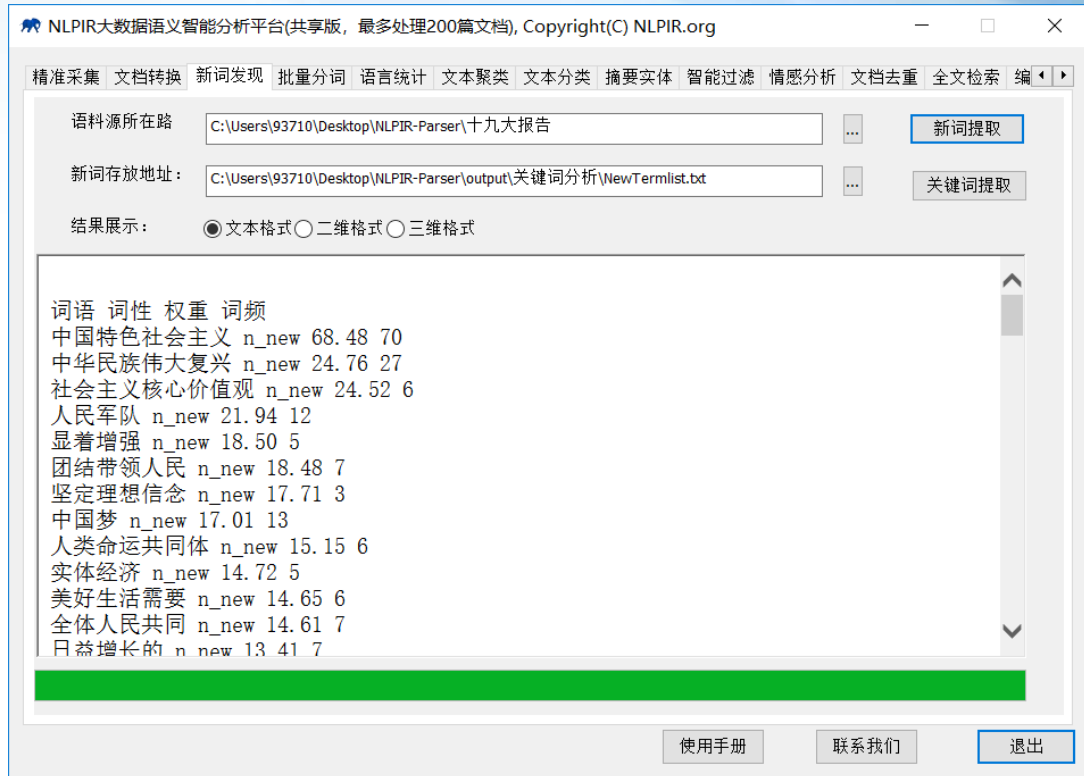 NLPIR大数据语义智能分析平台(共享版，最多处理200篇文档), Copyright(C) NLPIR.org
精准采集 文档转换 新词发现 批量分词 语言统计 文本聚类 文本分类 摘要实体 智能过滤 情感分析 文档去重 全文检索 编
语料源所在路 C:\Users\93710\Desktop\NLPIR-Parser\十九大报告 ... 新词提取
新词存放地址： C:\Users\93710\Desktop\NLPIR-Parser\output\关键词分析\NewTermlist.txt ... 关键词提取
结果展示： 文本格式 二维格式 三维格式
词语 词性 权重 词频
中国特色社会主义 n_new 68.48 70
中华民族伟大复兴 n_new 24.76 27
社会主义核心价值观 n_new 24.52 6
人民军队 n_new 21.94 12
显着增强 n_new 18.50 5
团结带领人民 n_new 18.48 7
坚定理想信念 n_new 17.71 3
中国梦 n_new 17.01 13
人类命运共同体 n_new 15.15 6
实体经济 n_new 14.72 5
美好生活需要 n_new 14.65 6
全体人民共同 n_new 14.61 7
日益增长的 n_new 13.41 7
使用手册 联系我们 退出